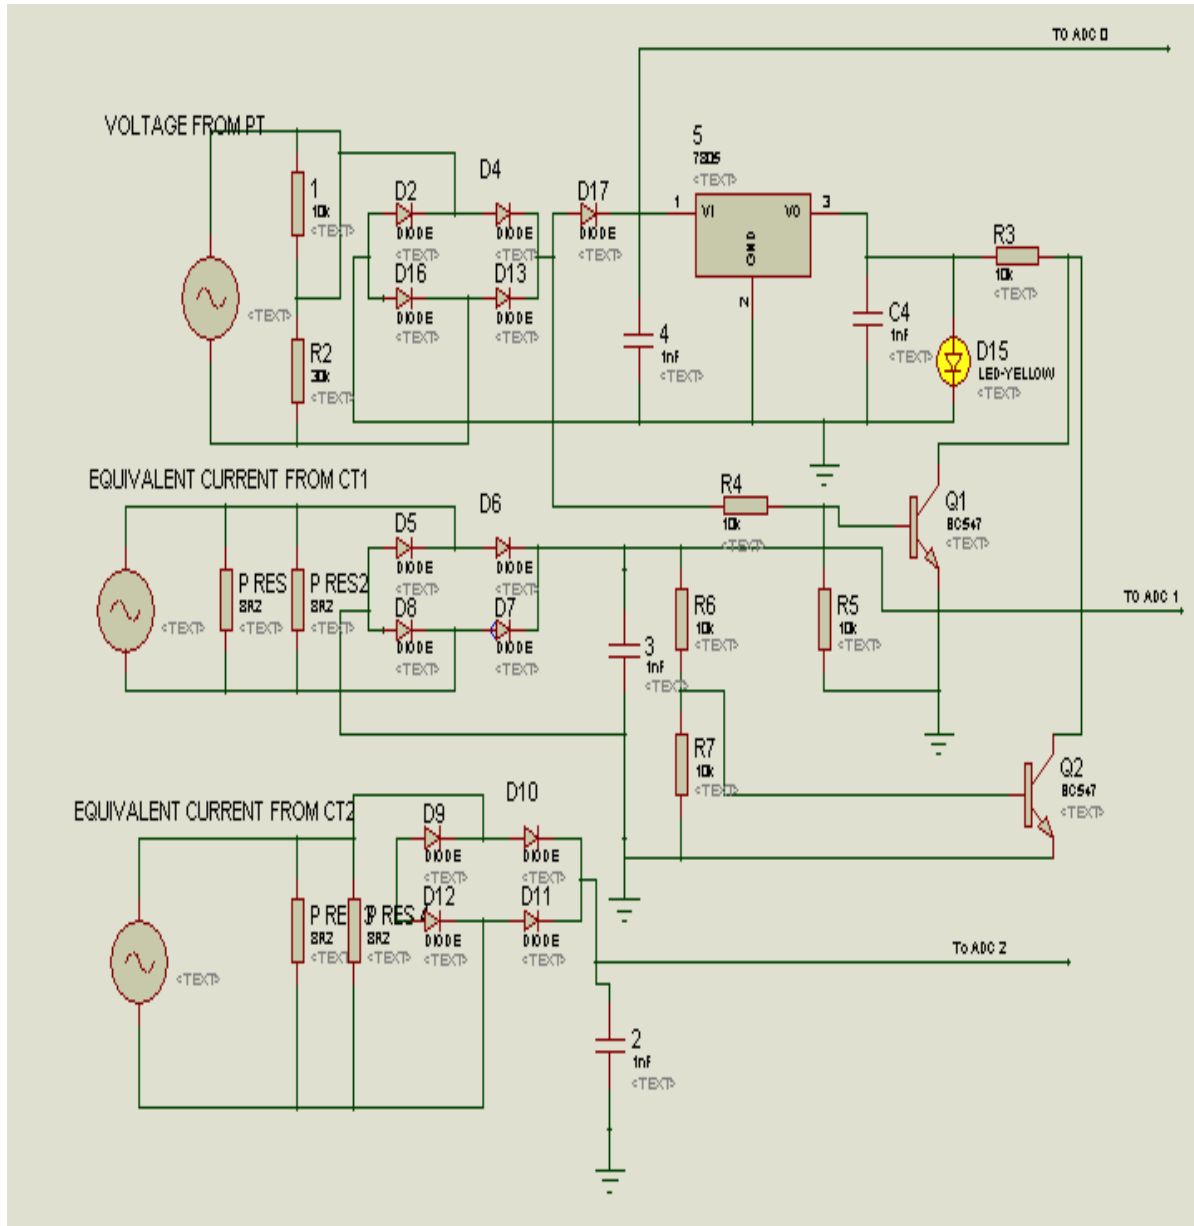 TO ADC 0
VOLTAGE FROM PT
1
10k
<TEXT>
<TEXT>
R2
30k
<TEXT>
D2
DIODE
<TEXT>
D4
DIODE
<TEXT>
D16
DIODE
<TEXT>
D13
DIODE
<TEXT>
D17
DIODE
<TEXT>
5
7805
<TEXT>
1
VI
VO
3
GND
2
4
1nF
<TEXT>
C4
1nF
<TEXT>
D15
LED-YELLOW
<TEXT>
R3
10k
<TEXT>
EQUIVALENT CURRENT FROM CT1
<TEXT>
P RES
8R2
<TEXT>
P RES2
8R2
<TEXT>
D5
DIODE
<TEXT>
D6
DIODE
<TEXT>
D8
DIODE
<TEXT>
D7
DIODE
<TEXT>
3
1nF
<TEXT>
R6
10k
<TEXT>
R7
10k
<TEXT>
R4
10k
<TEXT>
R5
10k
<TEXT>
Q1
BC547
<TEXT>
TO ADC 1
Q2
BC547
<TEXT>
EQUIVALENT CURRENT FROM CT2
<TEXT>
P RE
8R2
<TEXT>
P RES
8R2
<TEXT>
D9
DIODE
<TEXT>
D10
DIODE
<TEXT>
D12
DIODE
<TEXT>
D11
DIODE
<TEXT>
To ADC 2
2
1nF
<TEXT>